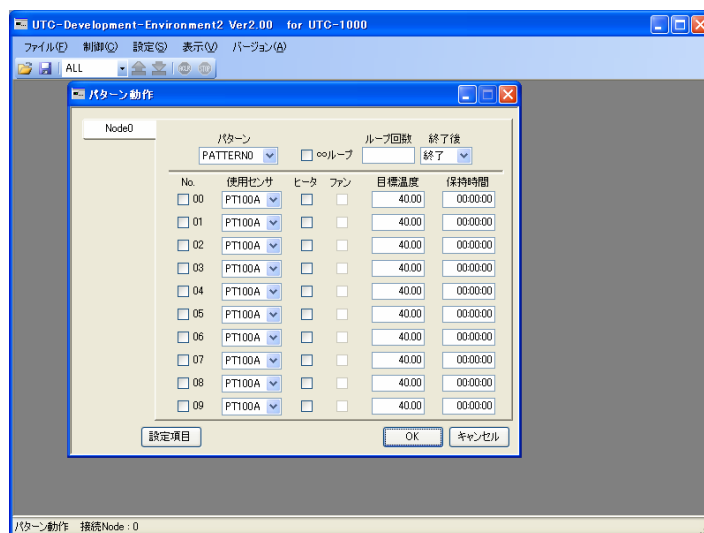 UTC-Development-Environment2 Ver2.00 for UTC-1000
ファイル(F) 制御(C) 設定(S) 表示(V) バージョン(A)
ALL
パターン動作
Node0
パターン ループ回数 終了後
PATTERN0 ∞ループ 終了
No. 使用センサ ヒータ ファン 目標温度 保持時間
00 PT100A 40.00 00:00:00
01 PT100A 40.00 00:00:00
02 PT100A 40.00 00:00:00
03 PT100A 40.00 00:00:00
04 PT100A 40.00 00:00:00
05 PT100A 40.00 00:00:00
06 PT100A 40.00 00:00:00
07 PT100A 40.00 00:00:00
08 PT100A 40.00 00:00:00
09 PT100A 40.00 00:00:00
設定項目 OK キャンセル
パターン動作 接続Node : 0